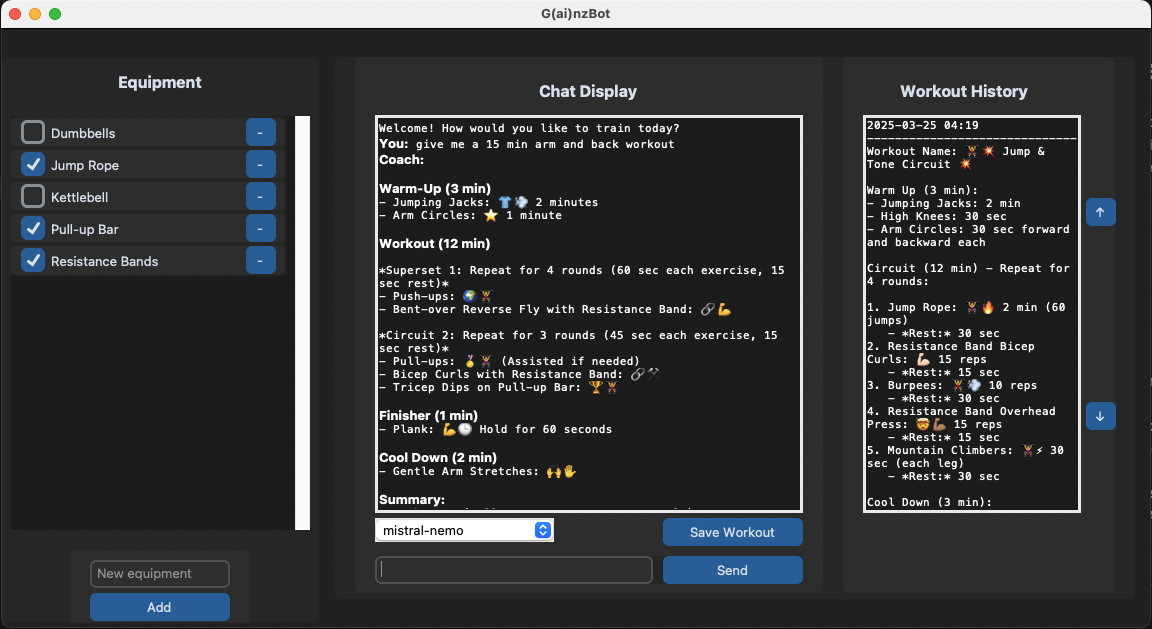 G(ai)nzBot
Equipment
Dumbbells
-
Jump Rope
-
Kettlebell
-
Pull-up Bar
-
Resistance Bands
-
New equipment
Add
Chat Display
Welcome! How would you like to train today?
You: give me a 15 min arm and back workout
Coach:
Warm-Up (3 min)
- Jumping Jacks: 👕💨 2 minutes
- Arm Circles: ⭐ 1 minute
Workout (12 min)
*Superset 1: Repeat for 4 rounds (60 sec each exercise, 15
sec rest)*
- Push-ups: 🌍🏋️
- Bent-over Reverse Fly with Resistance Band: 🔗💪
*Circuit 2: Repeat for 3 rounds (45 sec each exercise, 15
sec rest)*
- Pull-ups: 🏅🏋️ (Assisted if needed)
- Bicep Curls with Resistance Band: 🔗⚒
- Tricep Dips on Pull-up Bar: 🏆🏋️
Finisher (1 min)
- Plank: 💪🕒 Hold for 60 seconds
Cool Down (2 min)
- Gentle Arm Stretches: 🙌✋
Summary:
mistral-nemo
Save Workout
Send
Workout History
2025-03-25 04:19
------------------------------
Workout Name: 🏋️💥 Jump &
Tone Circuit 💥
Warm Up (3 min):
- Jumping Jacks: 2 min
- High Knees: 30 sec
- Arm Circles: 30 sec forward
and backward each
Circuit (12 min) - Repeat for
4 rounds:
1. Jump Rope: 🏋️🔥 2 min (60
jumps)
- *Rest:* 30 sec
2. Resistance Band Bicep
Curls: 💪🏼 15 reps
- *Rest:* 15 sec
3. Burpees: 🏋️💨 10 reps
- *Rest:* 30 sec
4. Resistance Band Overhead
Press: 🤯💪🏽 15 reps
- *Rest:* 15 sec
5. Mountain Climbers: 🏋️⚡ 30
sec (each leg)
- *Rest:* 30 sec
Cool Down (3 min):
↑
↓